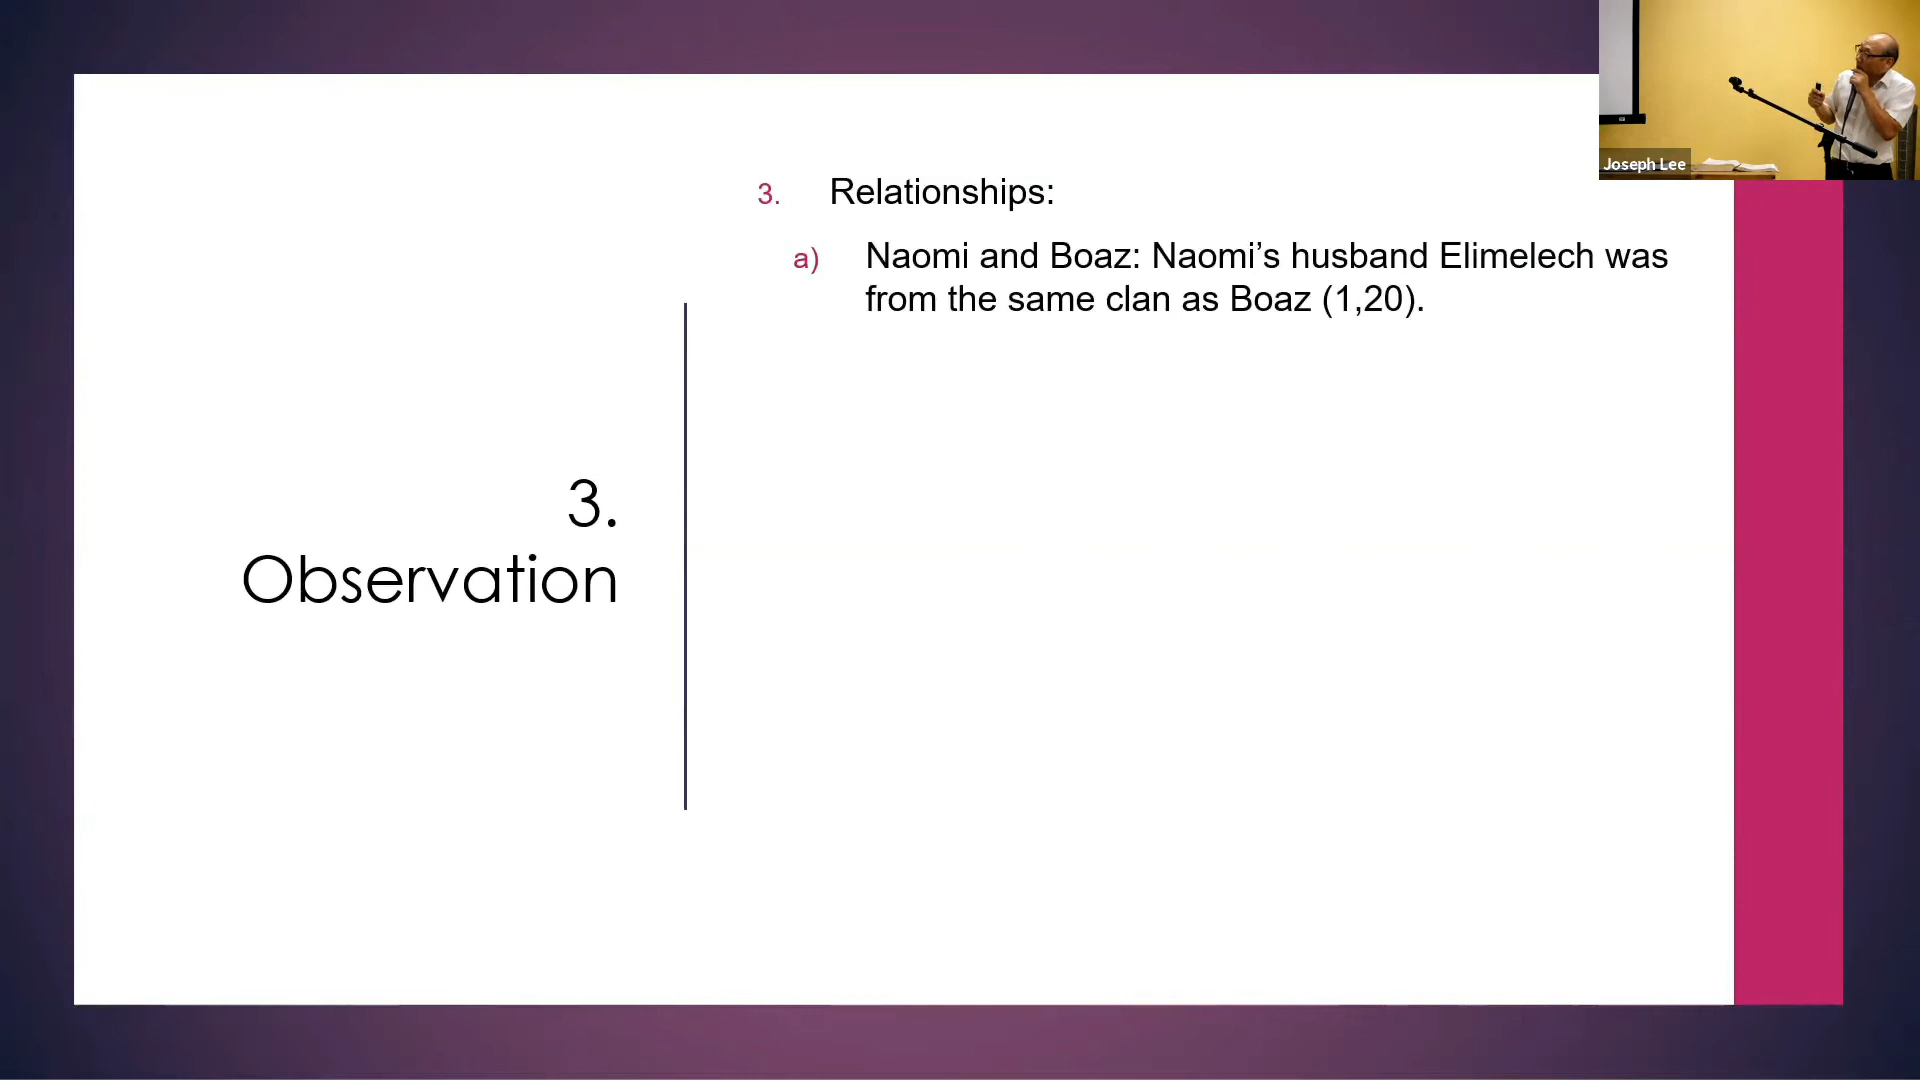 Joseph Lee
3. Relationships:
a) Naomi and Boaz: Naomi’s husband Elimelech was
from the same clan as Boaz (1,20).
3.
Observation